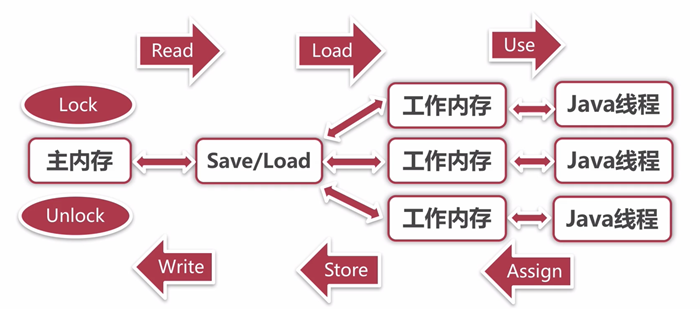 Read
Load
Use
Lock
工作内存
Java线程
主内存
Save/Load
工作内存
Java线程
Unlock
工作内存
Java线程
Write
Store
Assign